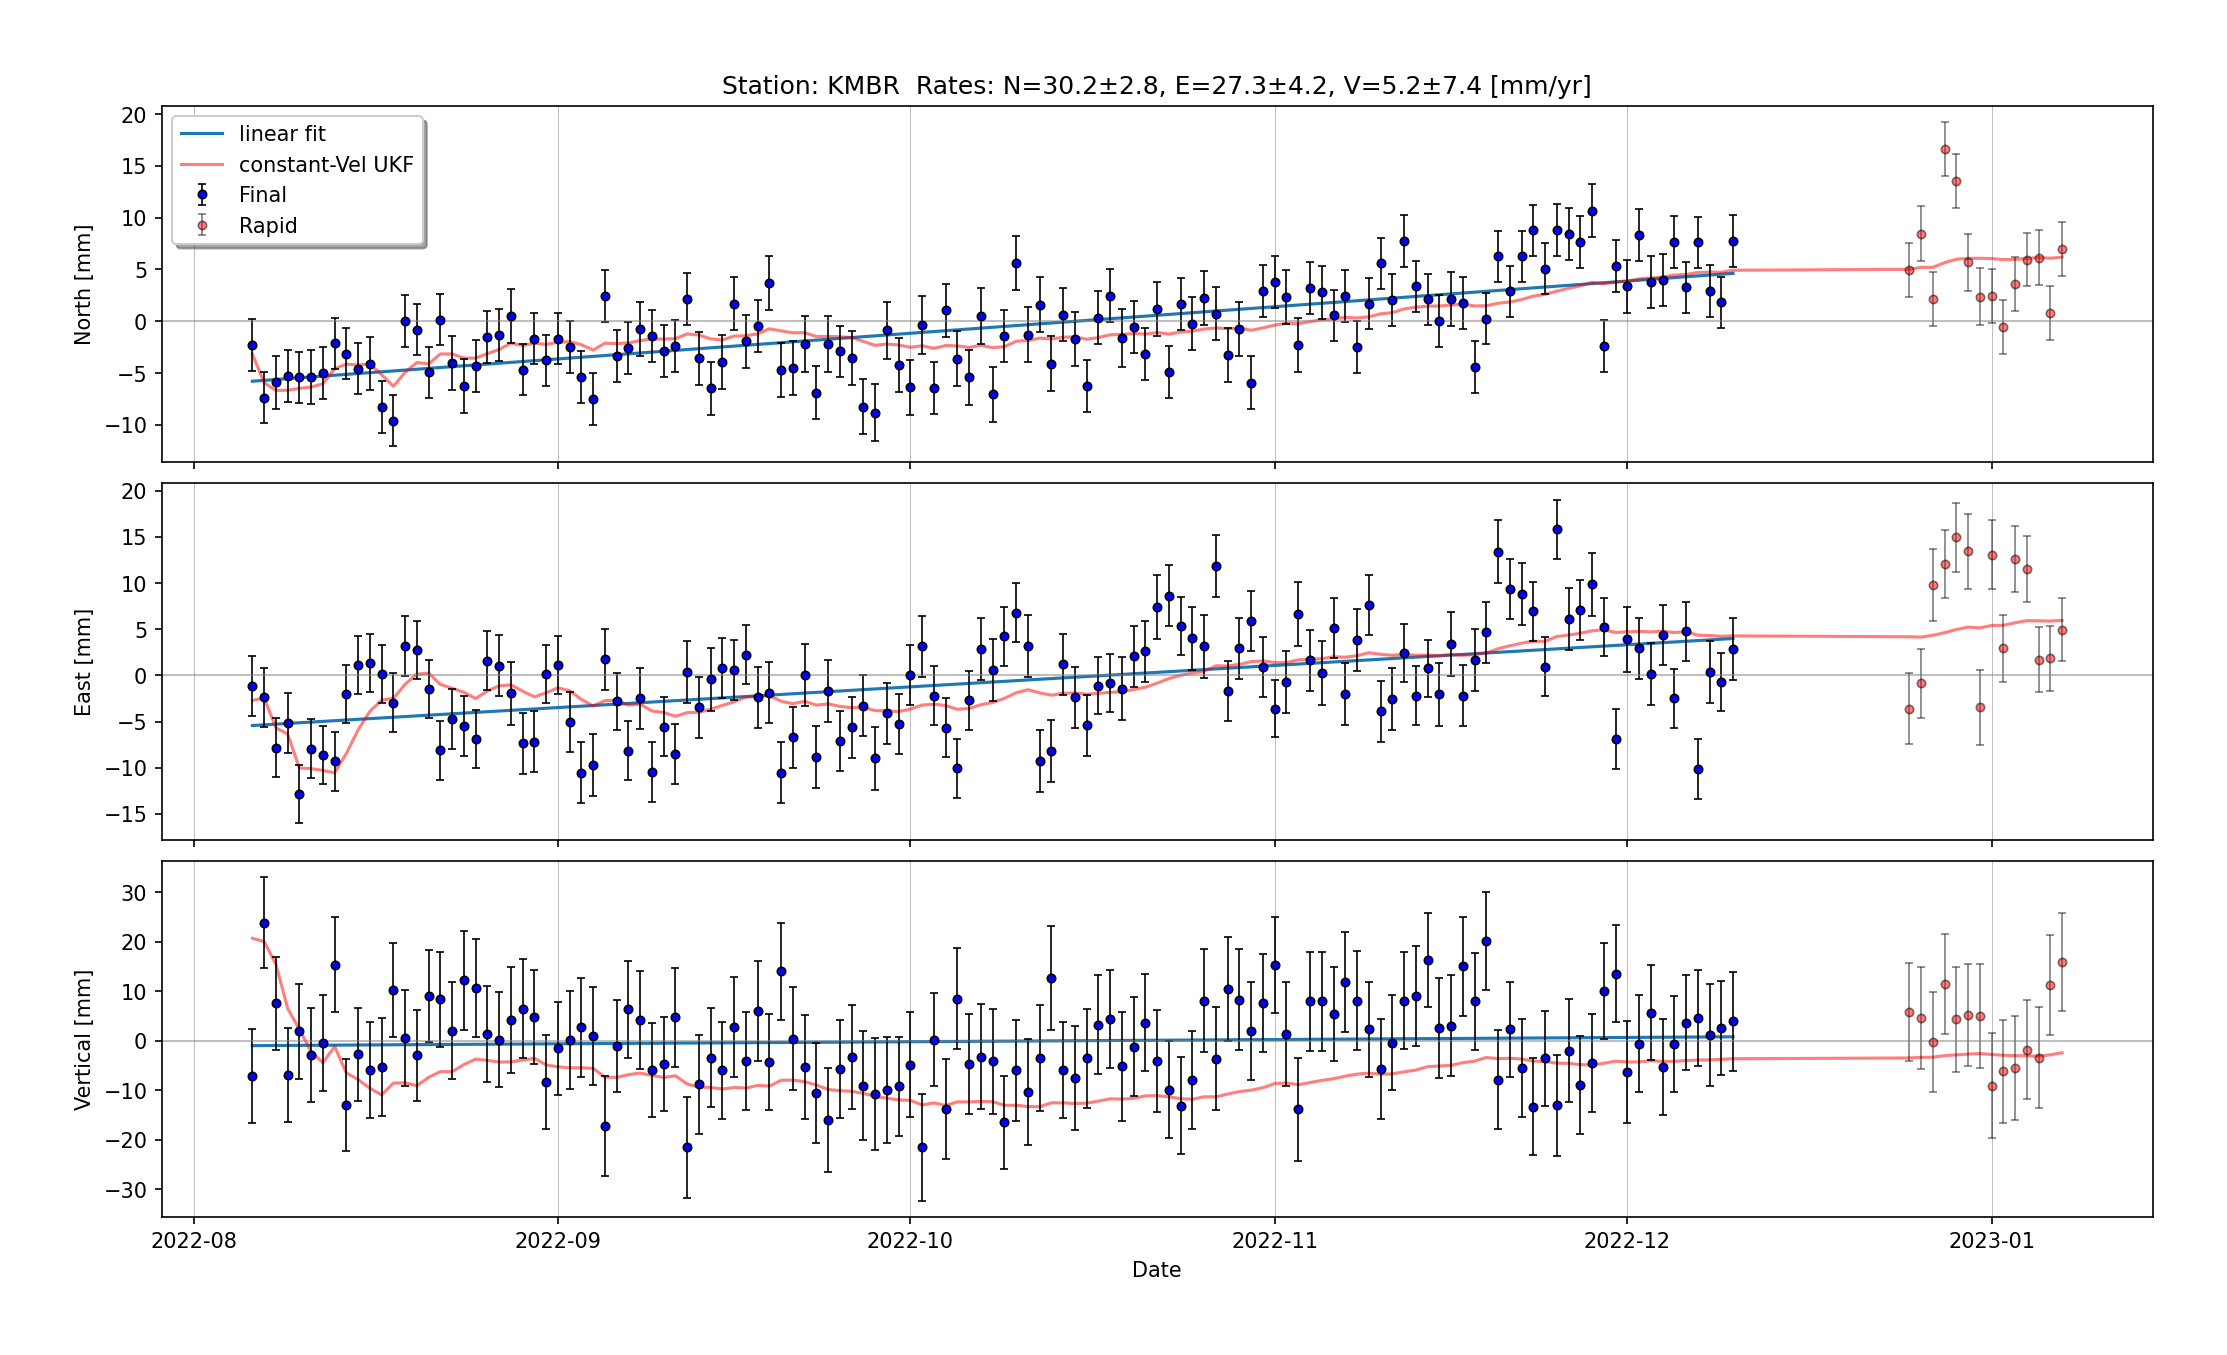 Station: KMBR  Rates: N=30.2±2.8, E=27.3±4.2, V=5.2±7.4 [mm/yr]
linear fit
constant-Vel UKF
Final
Rapid
North [mm]
20
15
10
5
0
−5
−10
East [mm]
20
15
10
5
0
−5
−10
−15
Vertical [mm]
30
20
10
0
−10
−20
−30
2022-08 2022-09 2022-10 2022-11 2022-12 2023-01
Date